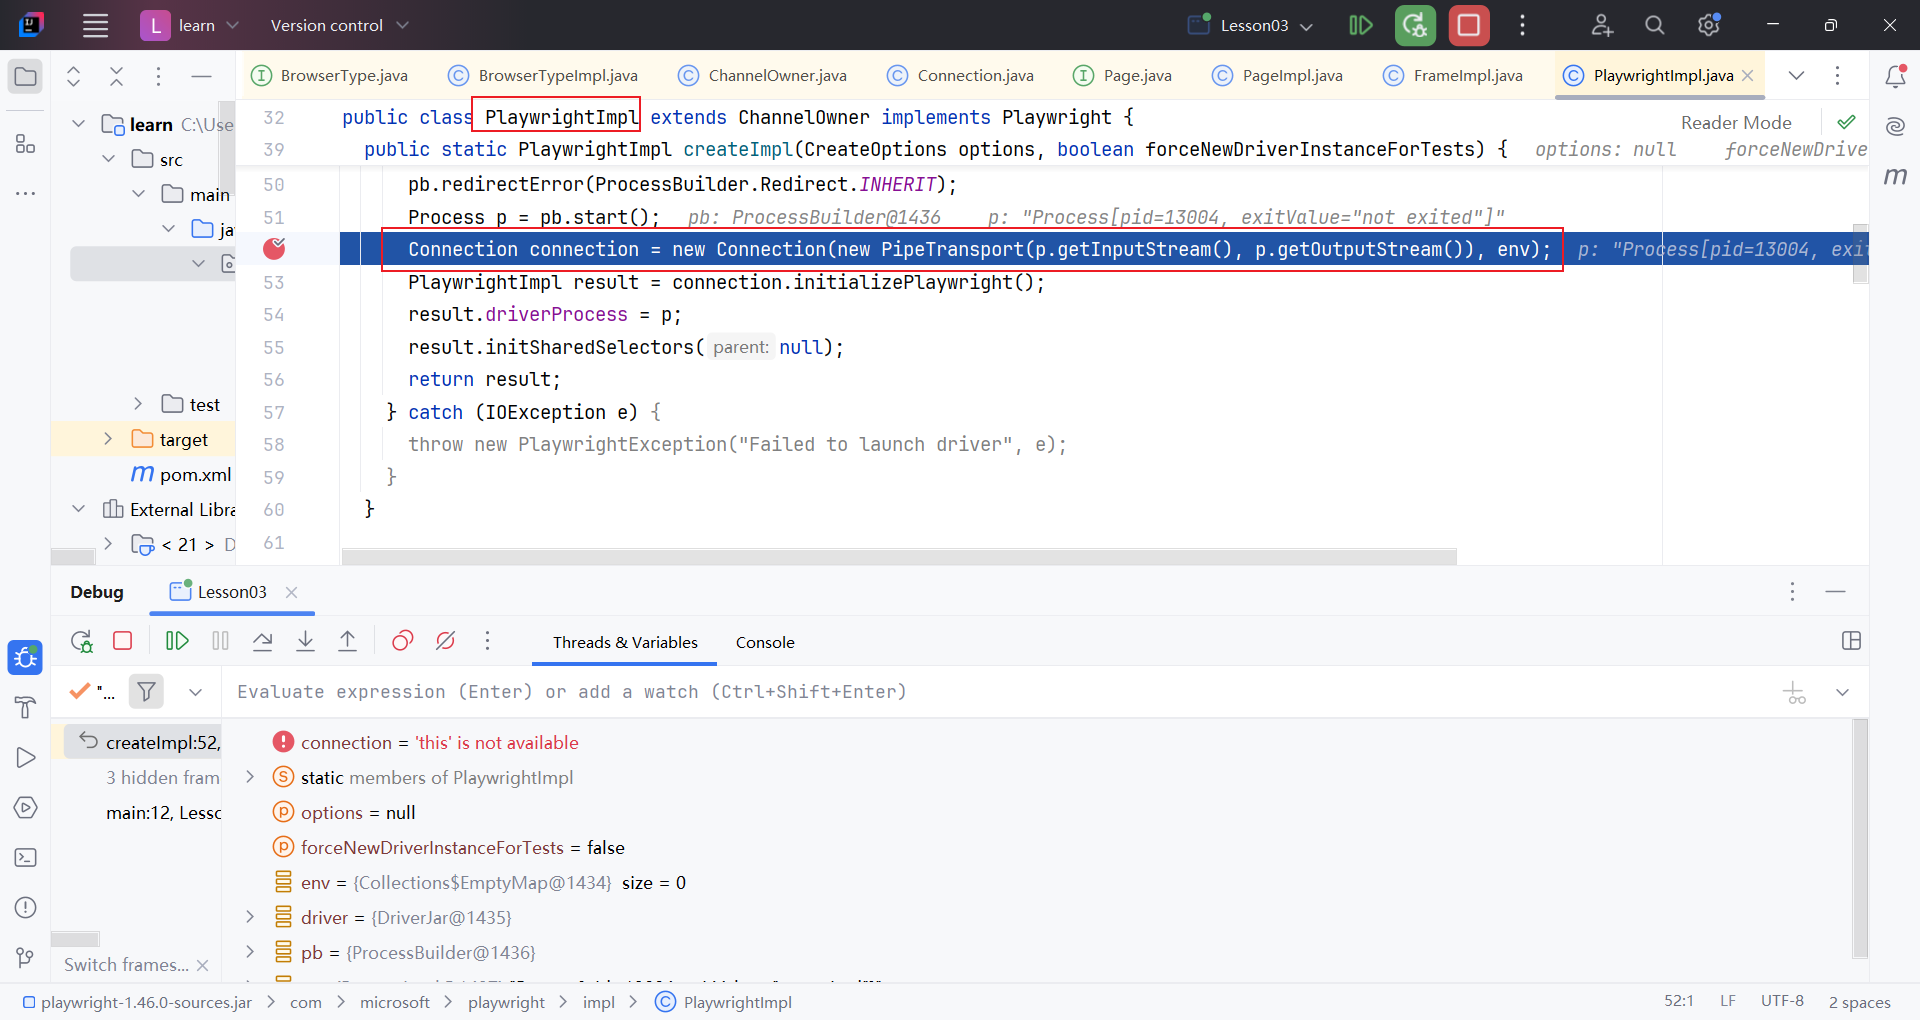 L learn Version control Lesson03
BrowserType.java BrowserTypeImpl.java ChannelOwner.java Connection.java Page.java PageImpl.java FrameImpl.java PlaywrightImpl.java
learn C:\Use
src
main
ja
test
target
pom.xml
External Libra
< 21 > D
Reader Mode
32 public class PlaywrightImpl extends ChannelOwner implements Playwright {
39 public static PlaywrightImpl createImpl(CreateOptions options, boolean forceNewDriverInstanceForTests) { options: null forceNewDrive
50 pb.redirectError(ProcessBuilder.Redirect.INHERIT);
51 Process p = pb.start(); pb: ProcessBuilder@1436 p: "Process[pid=13004, exitValue="not exited"]"
Connection connection = new Connection(new PipeTransport(p.getInputStream(), p.getOutputStream()), env); p: "Process[pid=13004, exi
53 PlaywrightImpl result = connection.initializePlaywright();
54 result.driverProcess = p;
55 result.initSharedSelectors( parent: null);
56 return result;
57 } catch (IOException e) {
58 throw new PlaywrightException("Failed to launch driver", e);
59 }
60 }
61
Debug Lesson03
Threads & Variables Console
"...
Evaluate expression (Enter) or add a watch (Ctrl+Shift+Enter)
createImpl:52,
3 hidden fram
main:12, Lessc
Switch frames...
connection = 'this' is not available
static members of PlaywrightImpl
options = null
forceNewDriverInstanceForTests = false
env = {Collections$EmptyMap@1434} size = 0
driver = {DriverJar@1435}
pb = {ProcessBuilder@1436}
playwright-1.46.0-sources.jar > com > microsoft > playwright > impl > PlaywrightImpl 52:1 LF UTF-8 2 spaces